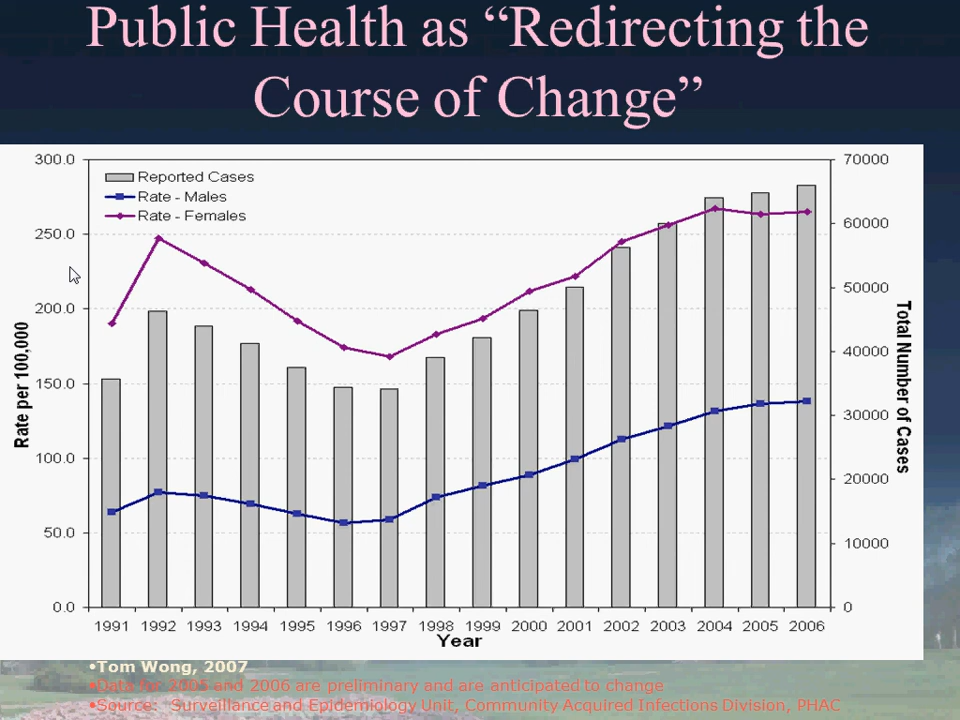 Public Health as “Redirecting the
Course of Change”
300.0
250.0
200.0
150.0
100.0
50.0
0.0
Rate per 100,000
Reported Cases
Rate - Males
Rate - Females
70000
60000
50000
40000
30000
20000
10000
0
Total Number of Cases
1991 1992 1993 1994 1995 1996 1997 1998 1999 2000 2001 2002 2003 2004 2005 2006
Year
•Tom Wong, 2007
•Data for 2005 and 2006 are preliminary and are anticipated to change
•Source: Surveillance and Epidemiology Unit, Community Acquired Infections Division, PHAC